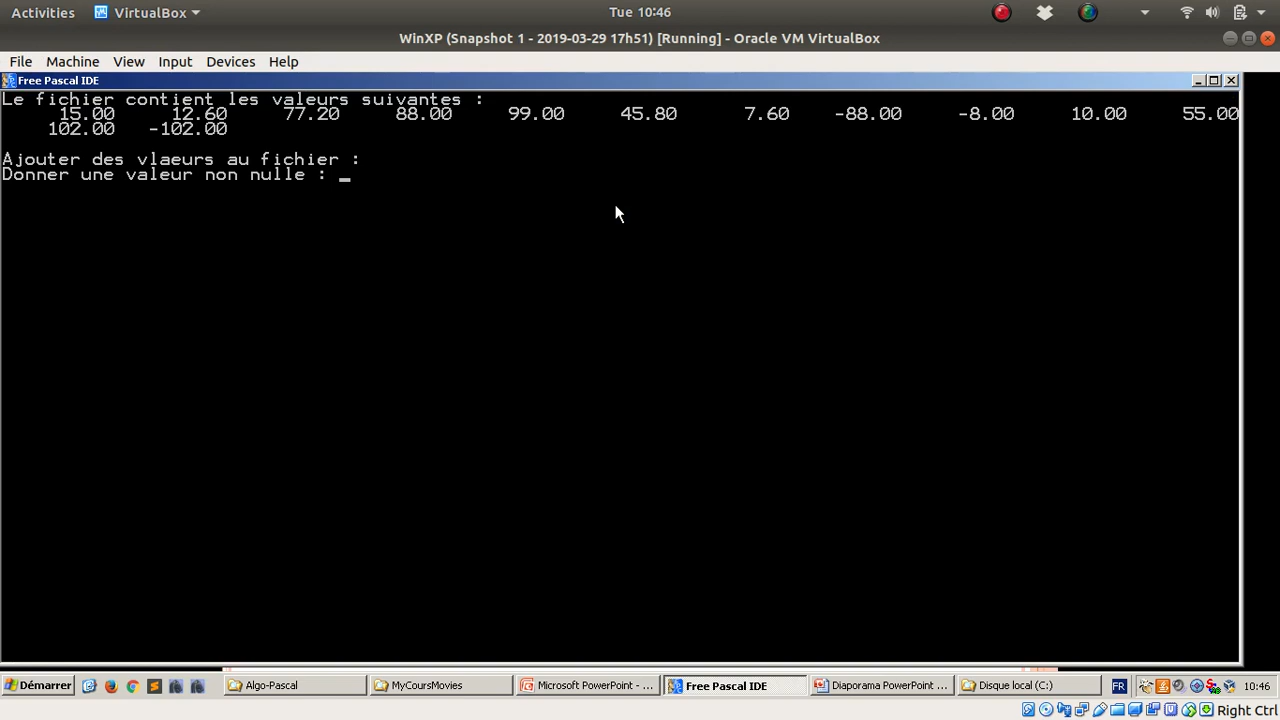 Activities VirtualBox Tue 10:46
WinXP (Snapshot 1 - 2019-03-29 17h51) [Running] - Oracle VM VirtualBox
File Machine View Input Devices Help
Free Pascal IDE
Le fichier contient les valeurs suivantes :
15.00 12.60 77.20 88.00 99.00 45.80 7.60 -88.00 -8.00 10.00 55.00
102.00 -102.00
Ajouter des vlaeurs au fichier :
Donner une valeur non nulle : _
Démarrer Algo-Pascal MyCoursMovies Microsoft PowerPoint - ... Free Pascal IDE Diaporama PowerPoint ... Disque local (C:) FR 10:46
Right Ctrl